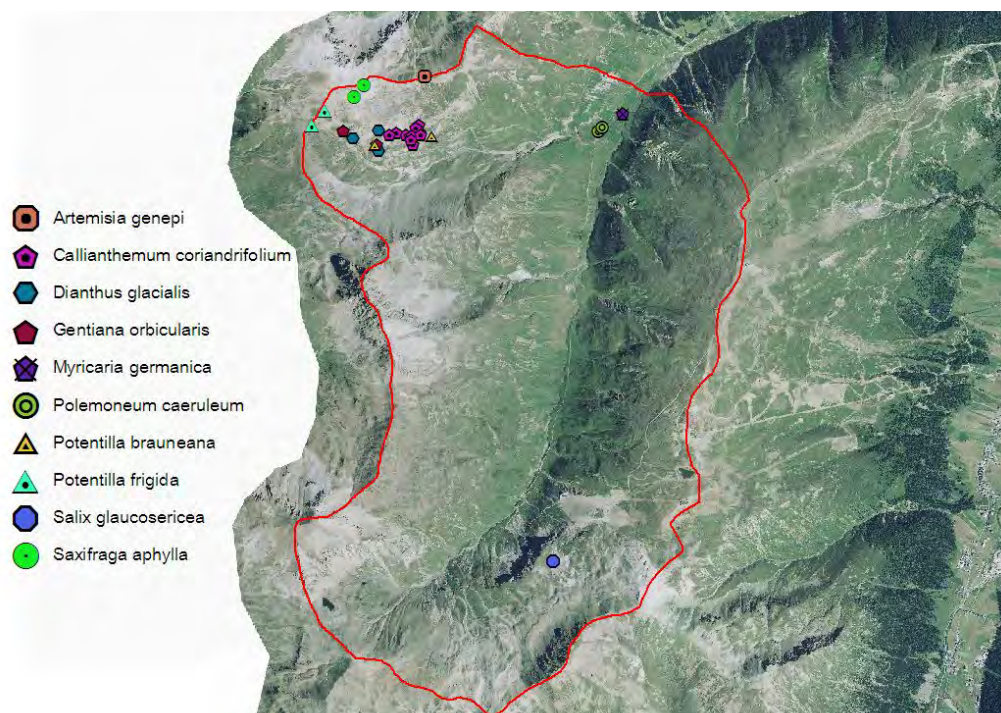 Artemisia genepi
Callianthemum coriandrifolium
Dianthus glacialis
Gentiana orbicularis
Myricaria germanica
Polemoneum caeruleum
Potentilla brauneana
Potentilla frigida
Salix glaucosericea
Saxifraga aphylla